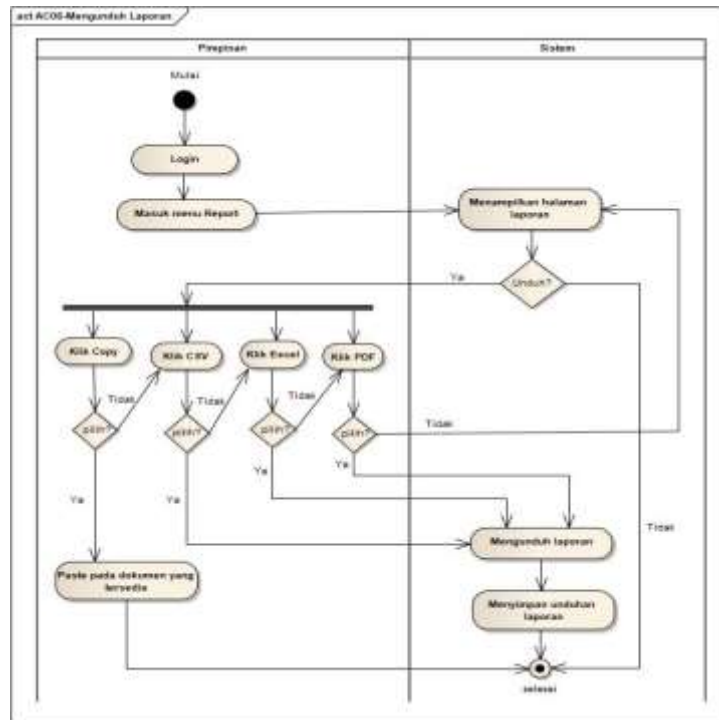 act AC06-Mengunduh Laporan
Pimpinan
Sistem
Mulai
Login
Masuk menu Report
Menampilkan halaman
laporan
Ya
Unduh?
Klik Copy
Klik CSV
Klik Excel
Klik PDF
Tidak
Tidak
Tidak
Tidak
pilih?
pilih?
pilih?
pilih?
Ya
Ya
Ya
Ya
Tidak
Mengunduh laporan
Paste pada dokumen yang
tersedia
Menyimpan unduhan
laporan
selesai